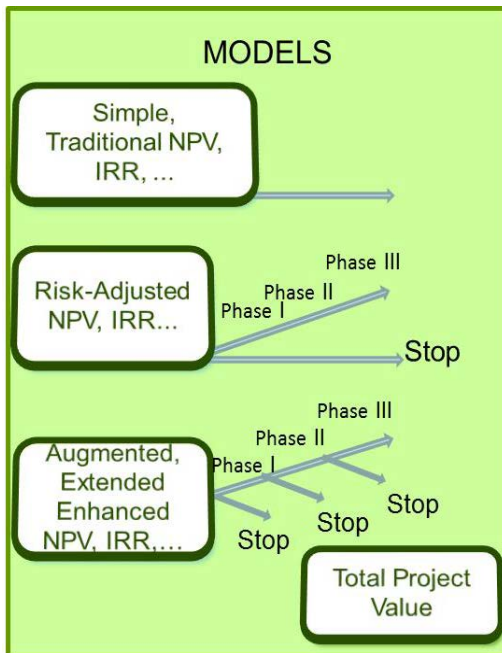 MODELS
Simple,
Traditional NPV,
IRR, ...
Phase III
Phase II
Phase I
Risk-Adjusted
NPV, IRR...
Stop
Phase III
Phase II
Phase I
Augmented,
Extended
Enhanced
NPV, IRR,...
Stop
Stop
Stop
Total Project
Value